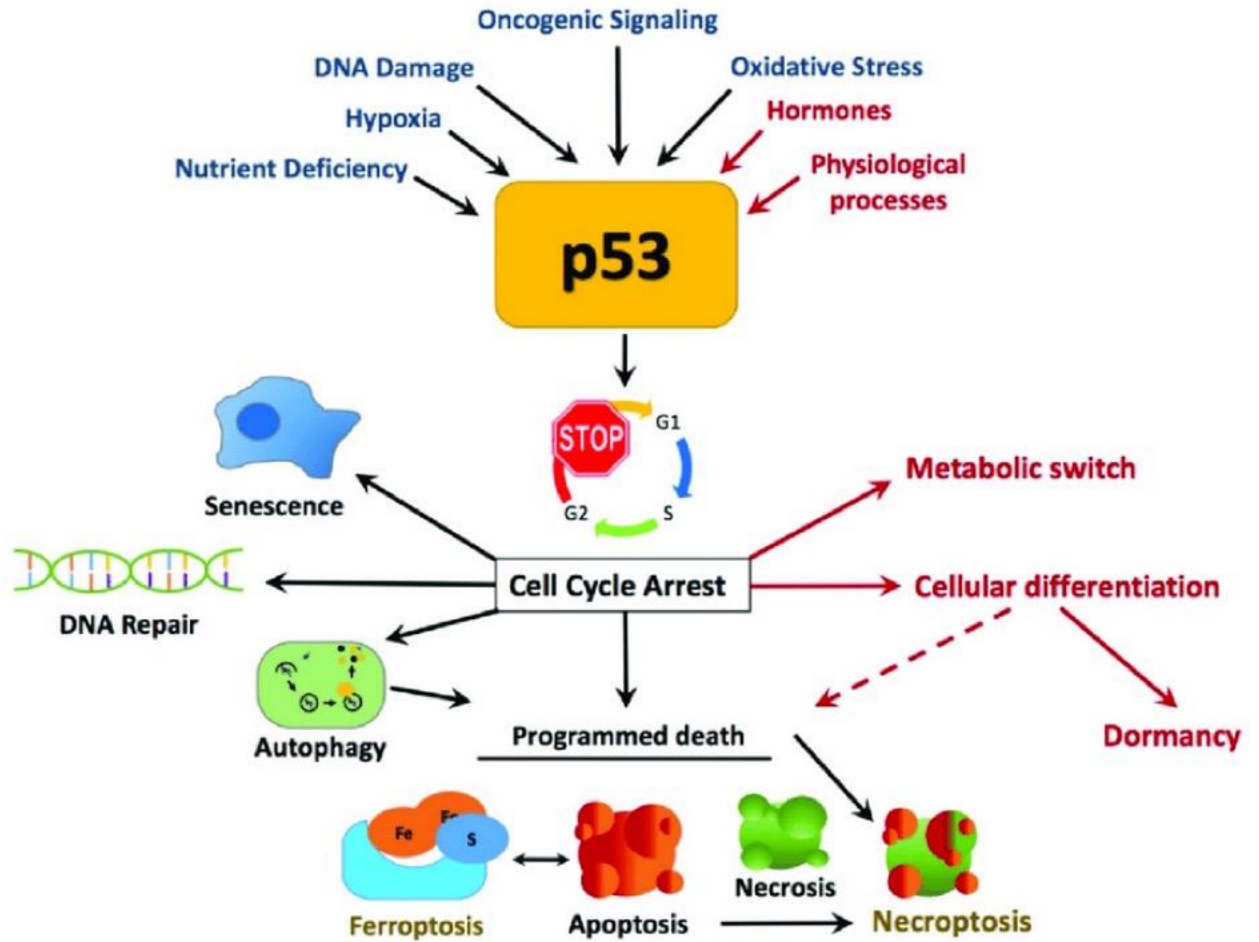 Oncogenic Signaling
DNA Damage
Oxidative Stress
Hypoxia
Hormones
Nutrient Deficiency
Physiological
processes
p53
STOP
G1
G2
S
Senescence
Metabolic switch
Cell Cycle Arrest
Cellular differentiation
DNA Repair
Autophagy
Programmed death
Dormancy
Fe
Fe
S
Necrosis
Ferroptosis
Apoptosis
Necroptosis